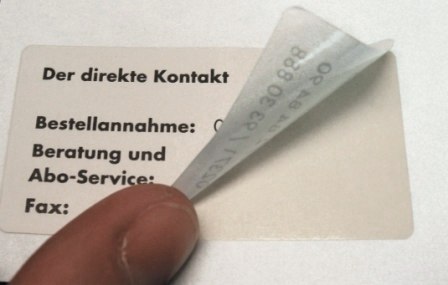 Der direkte Kontakt
Bestellannahme:
Beratung und
Abo-Service:
Fax: